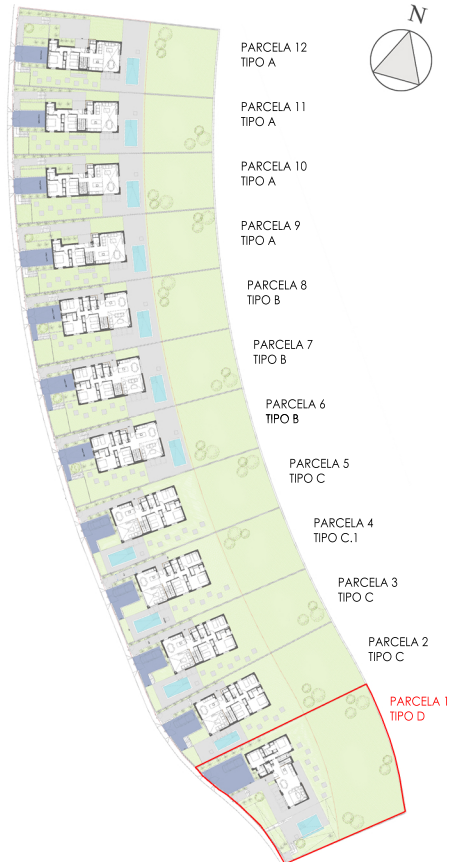 N
PARCELA 12
TIPO A
PARCELA 11
TIPO A
PARCELA 10
TIPO A
PARCELA 9
TIPO A
PARCELA 8
TIPO B
PARCELA 7
TIPO B
PARCELA 6
TIPO B
PARCELA 5
TIPO C
PARCELA 4
TIPO C.1
PARCELA 3
TIPO C
PARCELA 2
TIPO C
PARCELA 1
TIPO D